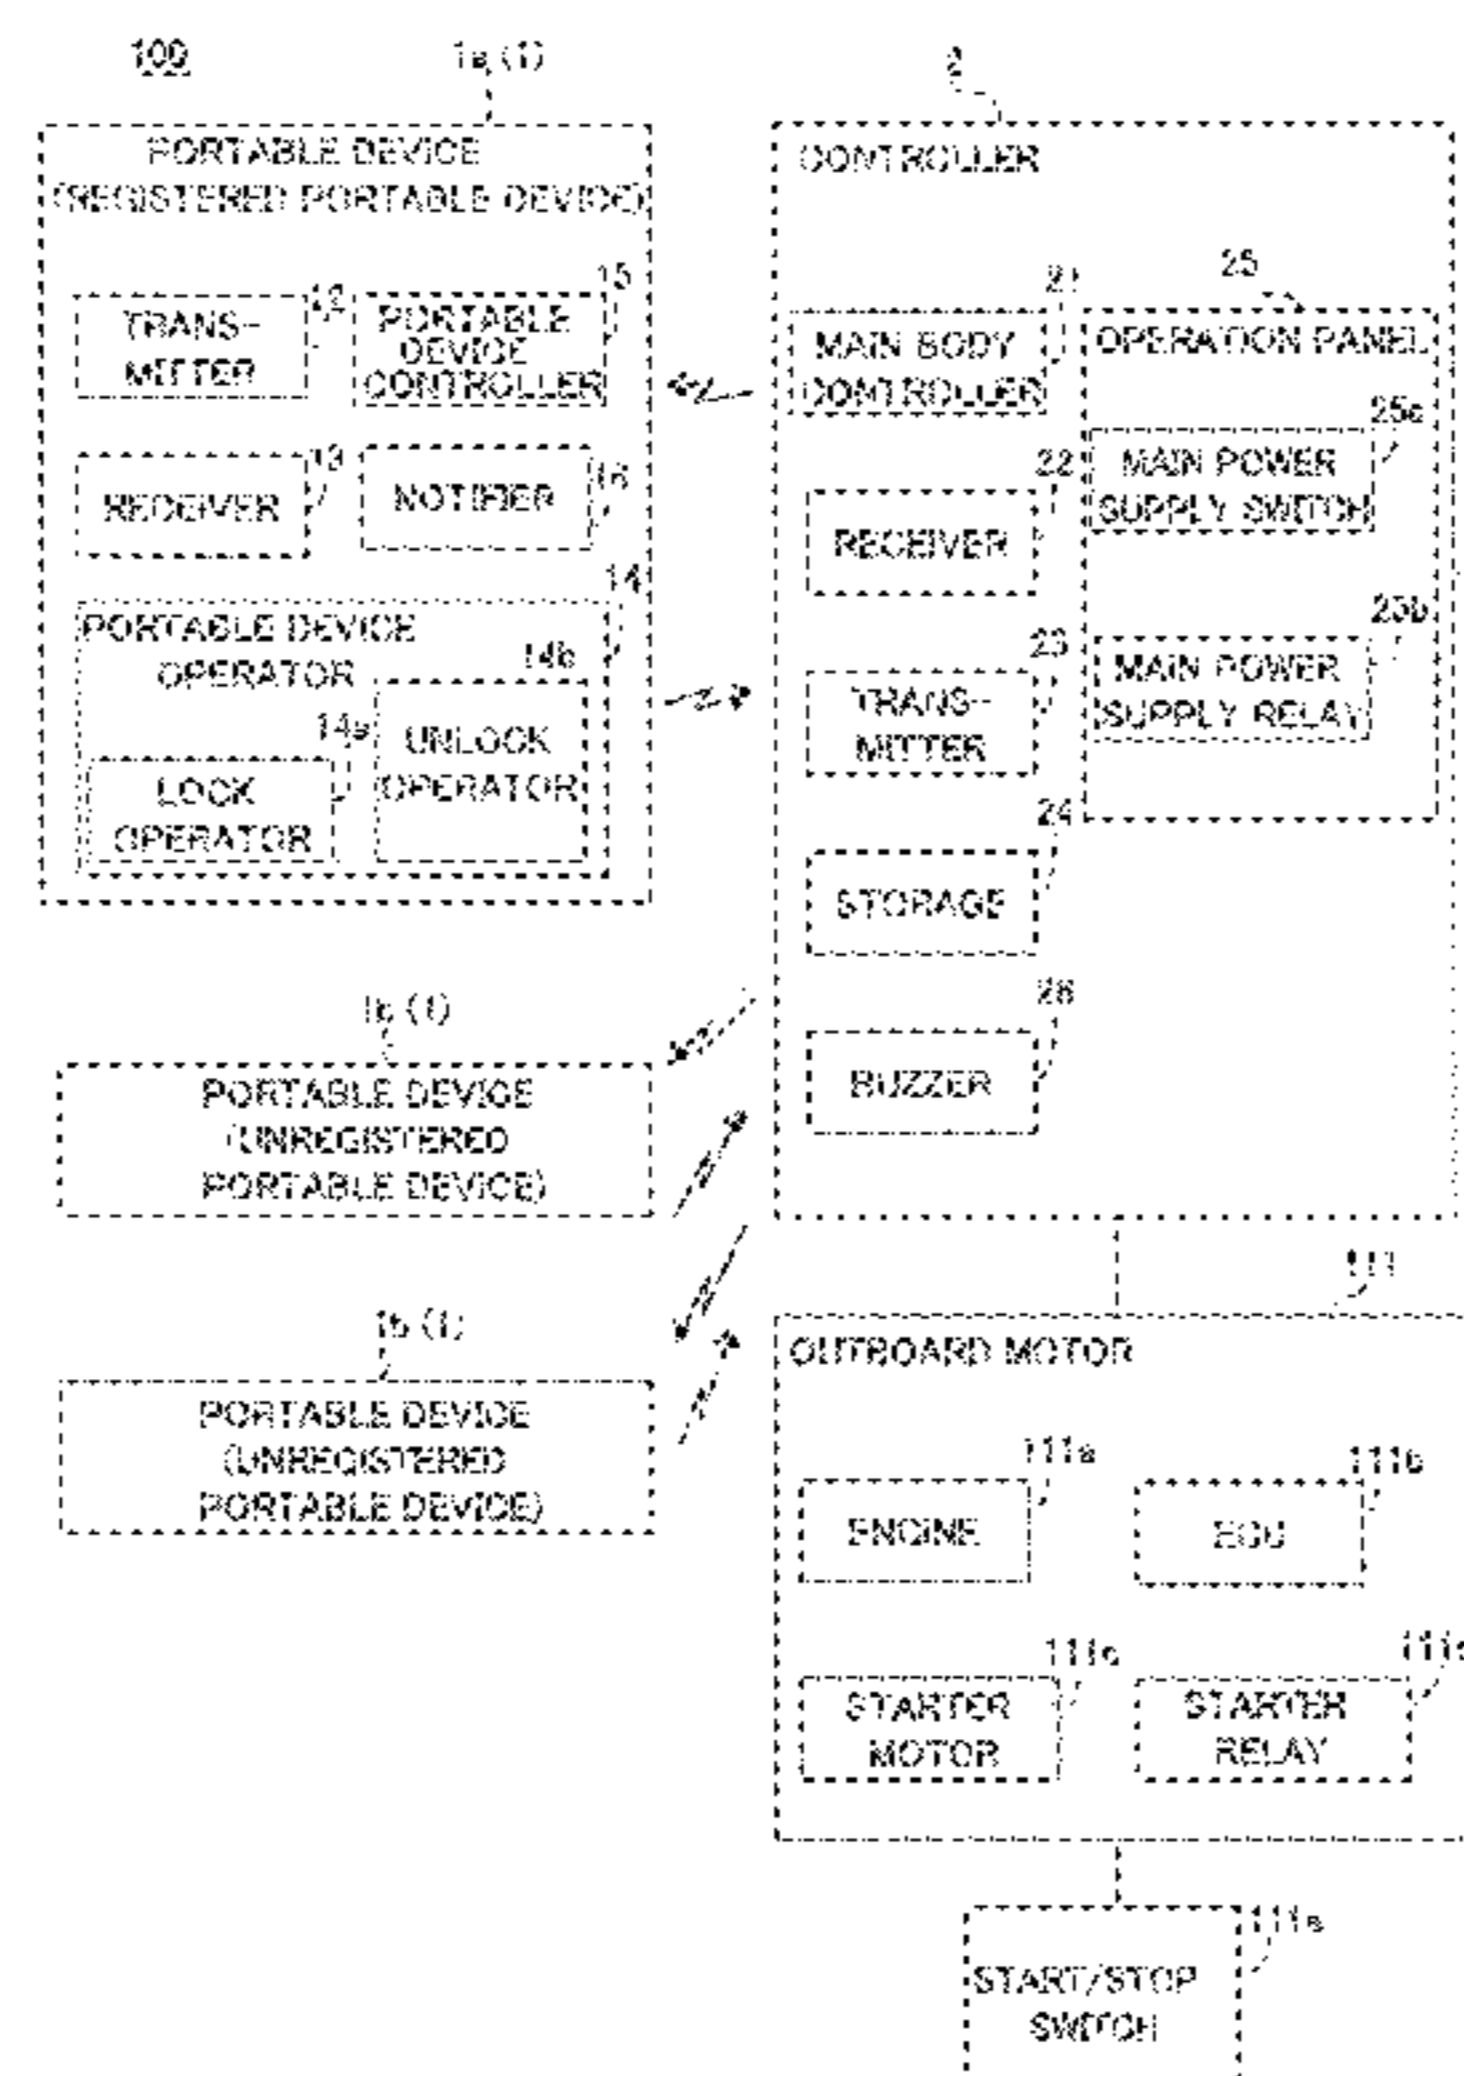 100
1a (1)
PORTABLE DEVICE
(REGISTERED PORTABLE DEVICE)
12
TRANS-
MITTER
15
PORTABLE
DEVICE
CONTROLLER
13
RECEIVER
16
NOTIFIER
14
PORTABLE DEVICE
OPERATOR
14a
LOCK
OPERATOR
14b
UNLOCK
OPERATOR
(1)
PORTABLE DEVICE
(UNREGISTERED
PORTABLE DEVICE)
1b (1)
PORTABLE DEVICE
(UNREGISTERED
PORTABLE DEVICE)
2
CONTROLLER
21
MAIN BODY
CONTROLLER
22
RECEIVER
23
TRANS-
MITTER
24
STORAGE
BUZZER
25
OPERATION PANEL
25a
MAIN POWER
SUPPLY SWITCH
25b
MAIN POWER
SUPPLY RELAY
111
OUTBOARD MOTOR
111a
ENGINE
111b
ECU
111c
STARTER
MOTOR
STARTER
RELAY
START/STOP
SWITCH